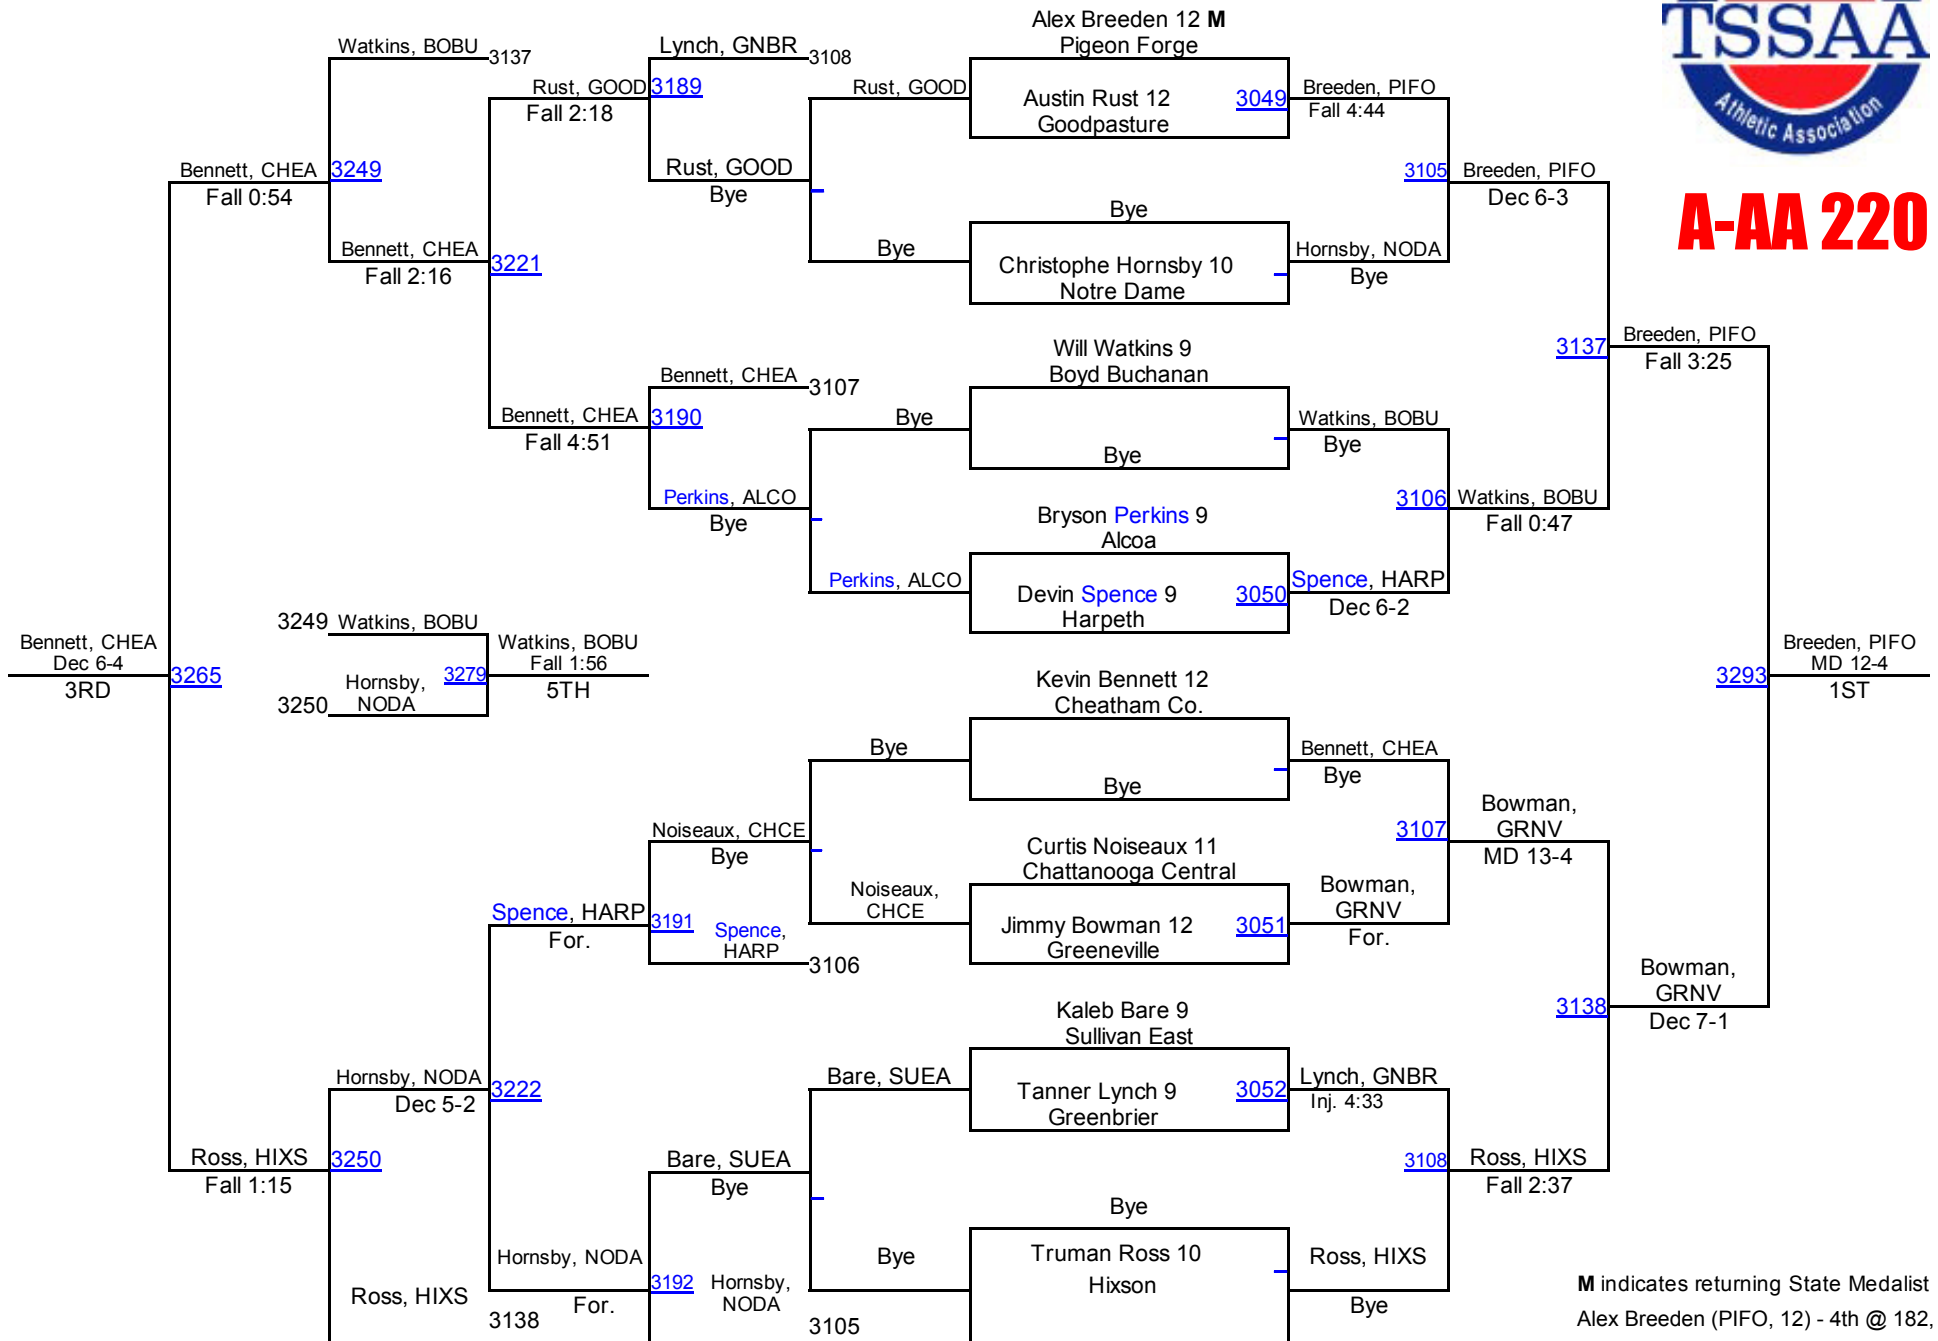 TSSAA
Athletic Association
A-AA 220
Alex Breeden 12 M
Pigeon Forge
Austin Rust 12
Goodpasture
3049
Bye
Christophe Hornsby 10
Notre Dame
Will Watkins 9
Boyd Buchanan
Bye
Bryson Perkins 9
Alcoa
Devin Spence 9
Harpeth
3050
Kevin Bennett 12
Cheatham Co.
Bye
Curtis Noiseaux 11
Chattanooga Central
Jimmy Bowman 12
Greeneville
3051
Kaleb Bare 9
Sullivan East
Tanner Lynch 9
Greenbrier
3052
Bye
Truman Ross 10
Hixson
Breeden, PIFO
Fall 4:44
Hornsby, NODA
Bye
Watkins, BOBU
Bye
Spence, HARP
Dec 6-2
Bennett, CHEA
Bye
Bowman,
GRNV
For.
Lynch, GNBR
Inj. 4:33
Ross, HIXS
Bye
3105
Breeden, PIFO
Dec 6-3
3106
Watkins, BOBU
Fall 0:47
3107
Bowman,
GRNV
MD 13-4
3108
Ross, HIXS
Fall 2:37
3137
Breeden, PIFO
Fall 3:25
3138
Bowman,
GRNV
Dec 7-1
3293
Breeden, PIFO
MD 12-4
1ST
Rust, GOOD
Bye
Bye
Perkins, ALCO
Bye
Noiseaux,
CHCE
Bare, SUEA
Bye
Lynch, GNBR
3108
Rust, GOOD
Bye
Bennett, CHEA
3107
Perkins, ALCO
Bye
Noiseaux, CHCE
Bye
Spence,
HARP
3106
Bare, SUEA
Bye
Hornsby,
NODA
3105
Rust, GOOD
Fall 2:18
3189
Bennett, CHEA
Fall 4:51
3190
Spence, HARP
For.
3191
Hornsby, NODA
For.
3192
Watkins, BOBU
3137
Bennett, CHEA
Fall 2:16
3221
Hornsby, NODA
Dec 5-2
3222
Ross, HIXS
3138
Bennett, CHEA
Fall 0:54
3249
Ross, HIXS
Fall 1:15
3250
3249
Watkins, BOBU
3250
Hornsby,
NODA
3279
Watkins, BOBU
Fall 1:56
5TH
Bennett, CHEA
Dec 6-4
3RD
3265
M indicates returning State Medalist
Alex Breeden (PIFO, 12) - 4th @ 182,